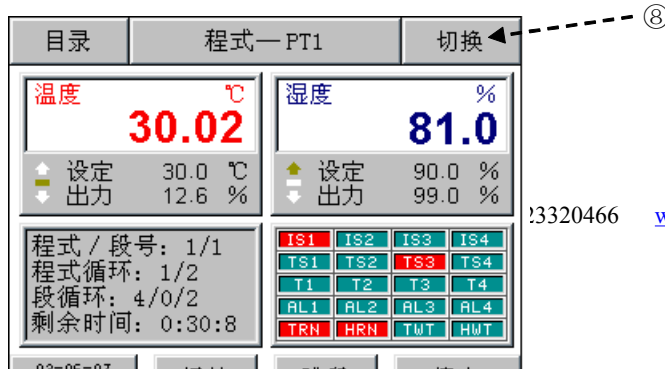 目录 程式一 PT1 切换 ⑧
温度 ℃ 湿度 %
30.02 81.0
设定 30.0 ℃ 设定 90.0 %
出力 12.6 % 出力 99.0 %
23320466
程式 / 段号: 1/1
程式循环: 1/2
段循环: 4/0/2
剩余时间: 0:30:8
IS1 IS2 IS3 IS4
TS1 TS2 TS3 TS4
T1 T2 T3 T4
AL1 AL2 AL3 AL4
TRN HRN TWT HWT